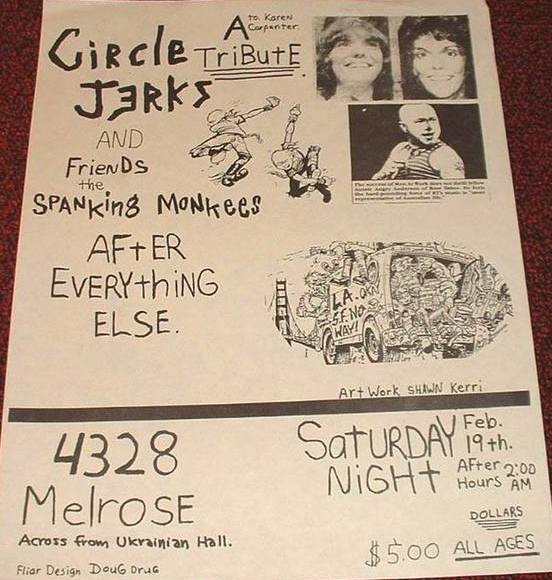 A to. Karen
Carpenter.
TRiButE
CiRcle
JERKS
AND
FrieNDs
the
SPANKing MoNKees
AFtER
EVERYthiNG
ELSE.
L.A. OK
S.F. NO
WAY!
Art Work SHAWN Kerri
4328
MelroSE
Across from Ukrainian Hall.
SaTURDAY Feb.
19th.
NiGHt After 2:00
Hours AM
DOLLARS
$5.00 ALL AGES
Fliar Design DouG DruG